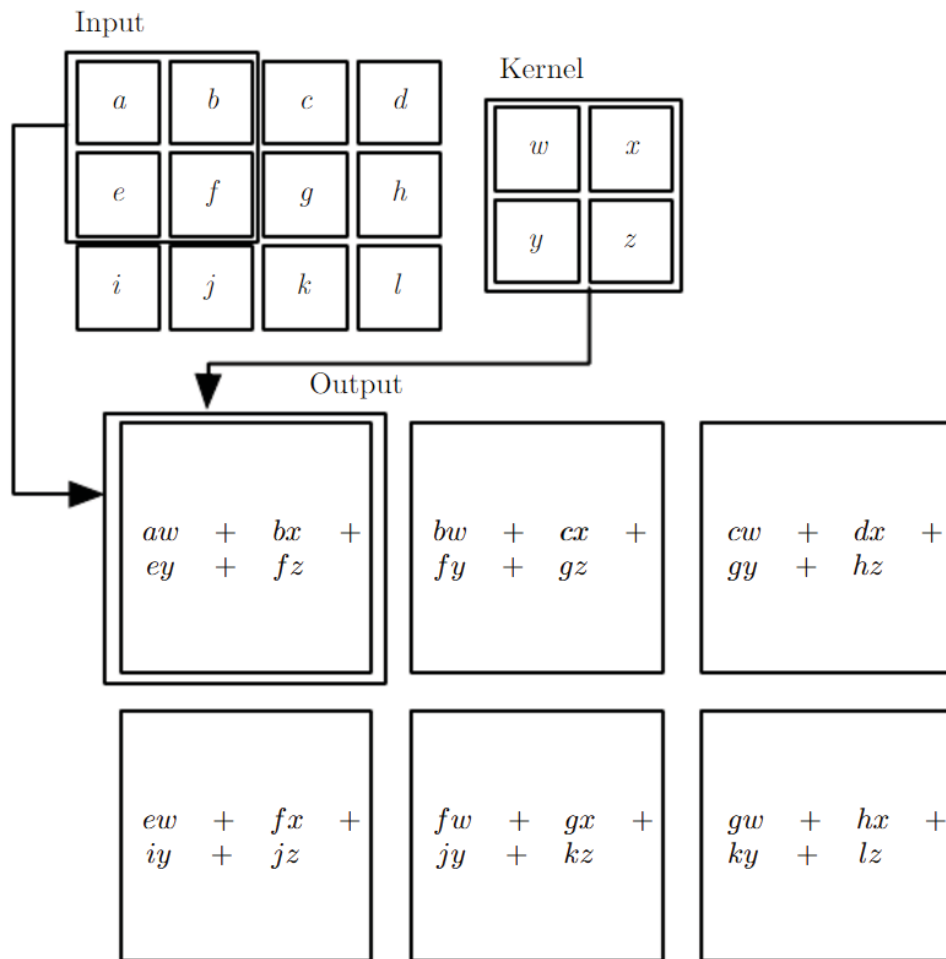 Input
a b c d
e f g h
i j k l
Kernel
w x
y z
Output
aw + bx +
ey + fz
bw + cx +
fy + gz
cw + dx +
gy + hz
ew + fx +
iy + jz
fw + gx +
jy + kz
gw + hx +
ky + lz